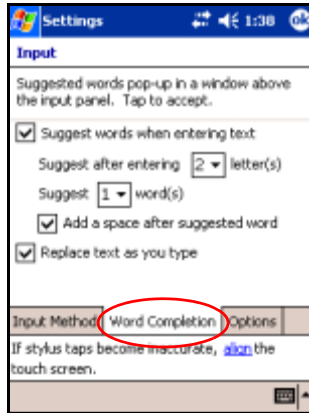 Settings 1:38 ok
Input
Suggested words pop-up in a window above
the input panel. Tap to accept.
Suggest words when entering text
Suggest after entering 2 letter(s)
Suggest 1 word(s)
Add a space after suggested word
Replace text as you type
Input Method Word Completion Options
If stylus taps become inaccurate, align the
touch screen.